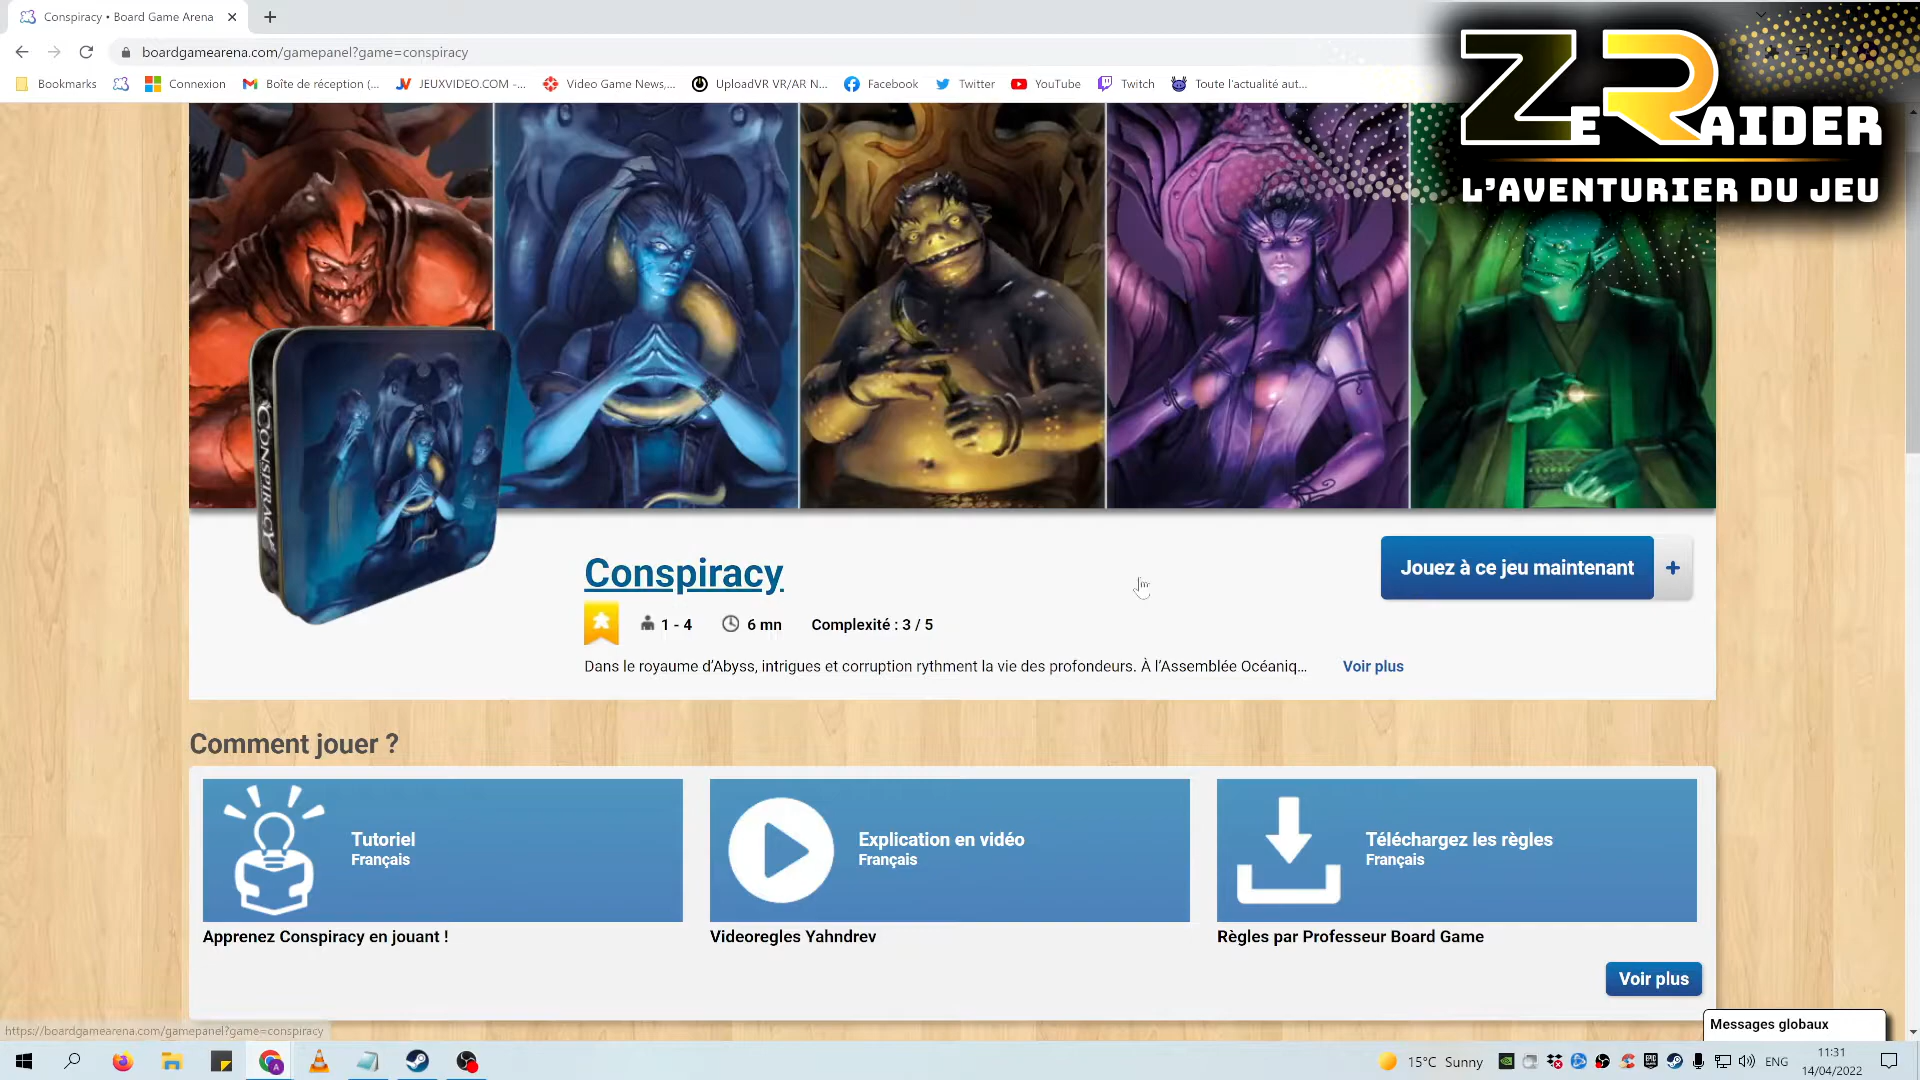 Conspiracy • Board Game Arena
boardgamearena.com/gamepanel?game=conspiracy
Bookmarks
Connexion
Boîte de réception (...
JEUXVIDEO.COM -...
Video Game News,...
UploadVR VR/AR N...
Facebook
Twitter
YouTube
Twitch
Toute l'actualité aut...
ZERAIDER
L'AVENTURIER DU JEU
CONSPIRACY
Conspiracy
Jouez à ce jeu maintenant
+
1 - 4
6 mn
Complexité : 3 / 5
Dans le royaume d'Abyss, intrigues et corruption rythment la vie des profondeurs. À l'Assemblée Océaniq...
Voir plus
Comment jouer ?
Tutoriel
Français
Explication en vidéo
Français
Téléchargez les règles
Français
Apprenez Conspiracy en jouant !
Videoregles Yahndrev
Règles par Professeur Board Game
Voir plus
https://boardgamearena.com/gamepanel?game=conspiracy
Messages globaux
15°C Sunny
ENG
11:31
14/04/2022